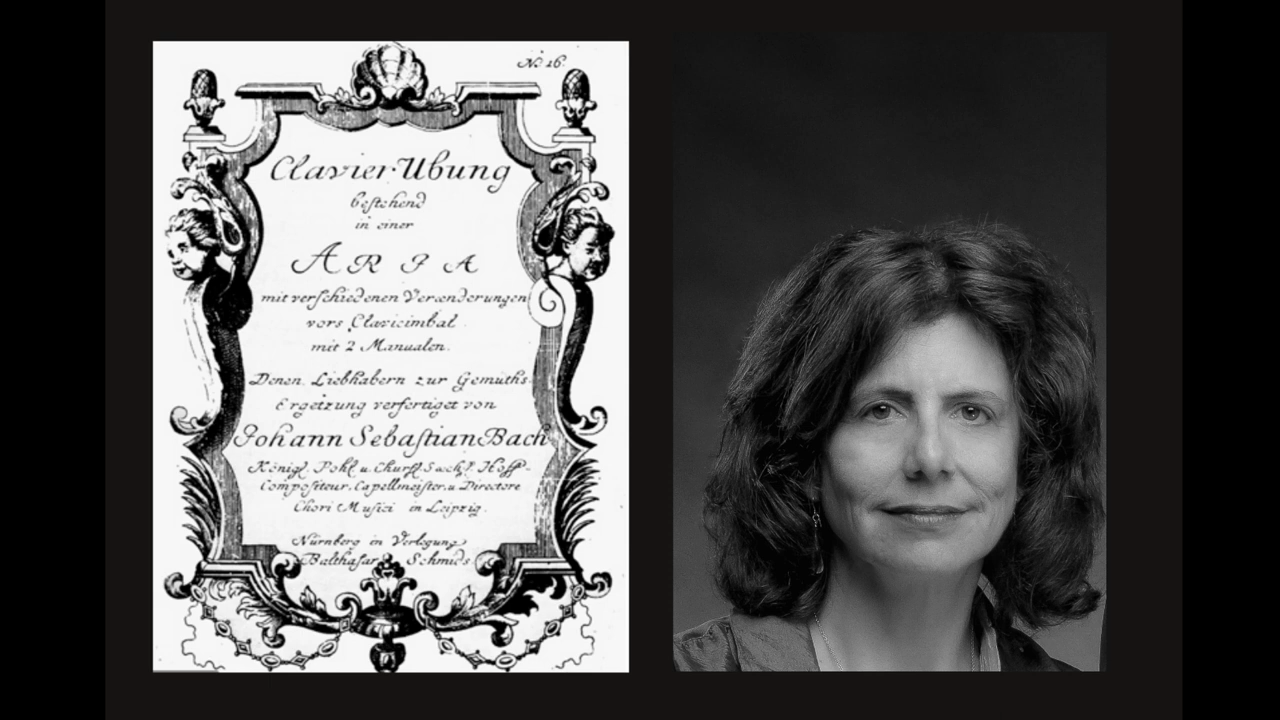 No. 16.
Clavier Ubung
bestehend
in einer
ARIA
mit verschiedenen Verænderungen
vors Clavicimbal
mit 2 Manualen.
Denen Liebhabern zur Gemüths-
Ergetzung verfertiget von
Johann Sebastian Bach
Königl. Pohl. u. Churfl. Sæchs. Hoff-
Compositeur, Capellmeister, u. Directore
Chori Musici in Leipzig.
Nürnberg in Verlegung
Balthasar Schmids